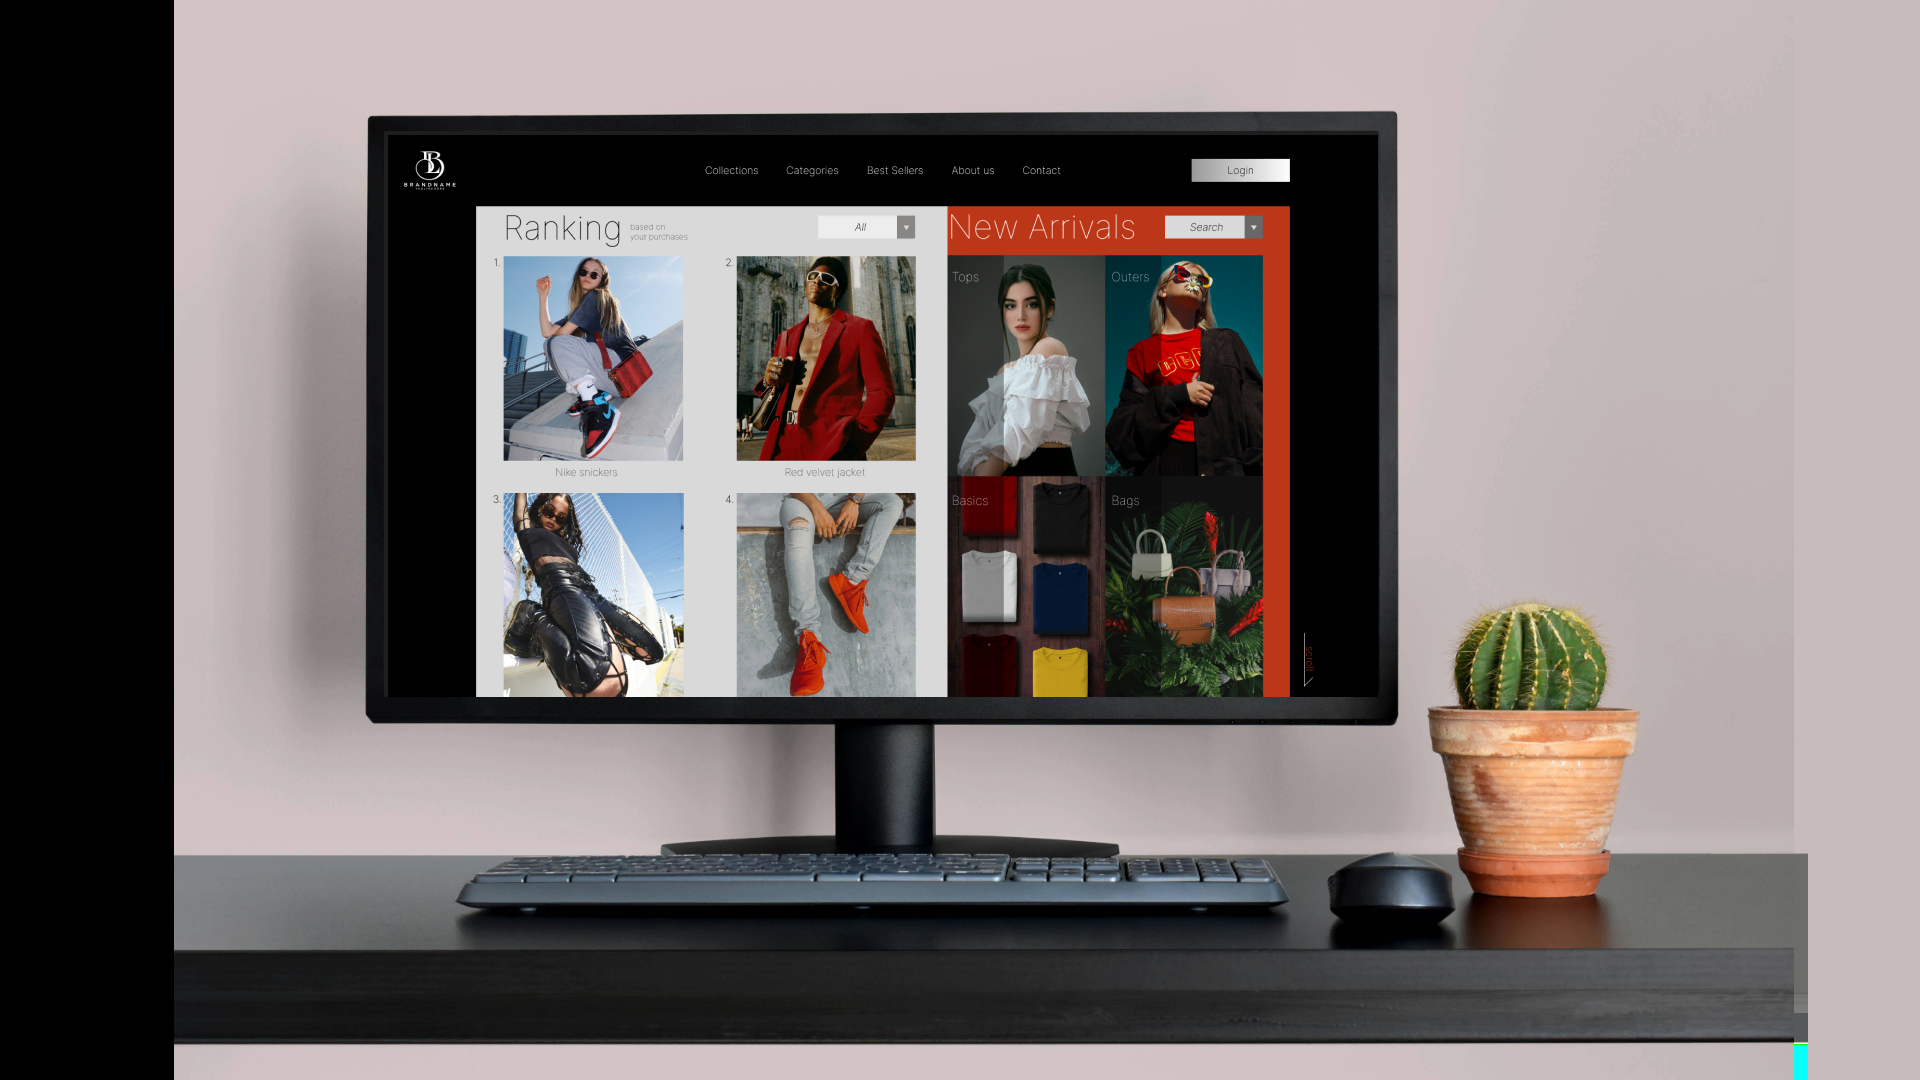 BL
BRANDNAME
Collections
Categories
Best Sellers
About us
Contact
Login
Ranking
based on
your purchases
All
New Arrivals
Search
1.
2.
Tops
Outers
Nike snickers
Red velvet jacket
3.
4.
Basics
Bags
scroll